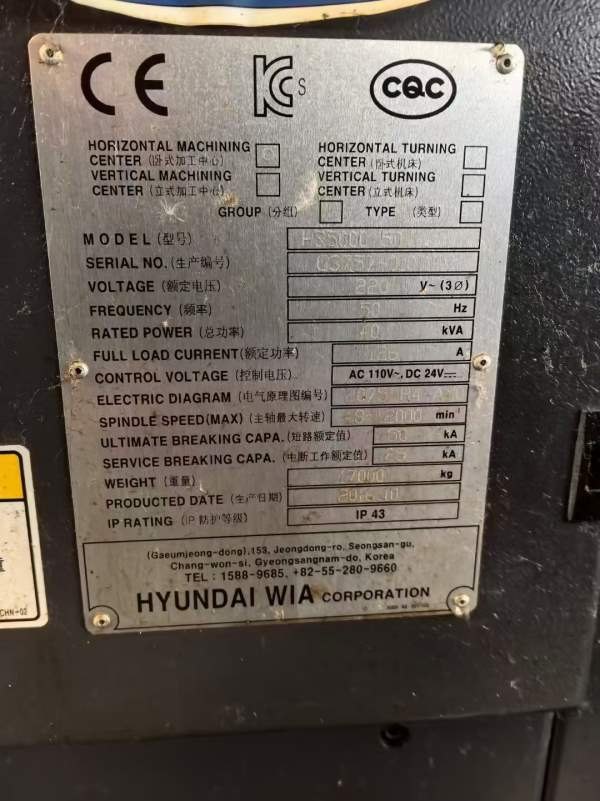 CE
KC s
CQC
HORIZONTAL MACHINING CENTER (卧式加工中心)
HORIZONTAL TURNING CENTER (卧式机床)
VERTICAL MACHINING CENTER (立式加工中心)
VERTICAL TURNING CENTER (立式机床)
GROUP (分组)
TYPE (类型)
MODEL (型号)
SERIAL NO. (生产编号)
VOLTAGE (额定电压) 220 V~ (3Ø)
FREQUENCY (频率) 50 Hz
RATED POWER (总功率) 40 kVA
FULL LOAD CURRENT(额定功率) A
CONTROL VOLTAGE (控制电压) AC 110V~, DC 24V
ELECTRIC DIAGRAM (电气原理图编号)
SPINDLE SPEED(MAX) (主轴最大转速) min
ULTIMATE BREAKING CAPA. (短路额定值) kA
SERVICE BREAKING CAPA. (中断工作额定值) kA
WEIGHT (重量) kg
PRODUCTED DATE (生产日期)
IP RATING (IP 防护等级) IP 43
(Gaeumjeong-dong),153, Jeongdong-ro, Seongsan-gu,
Chang-won-si, Gyeongsangnam-do, Korea
TEL : 1588-9685, +82-55-280-9660
HYUNDAI WIA CORPORATION
CHN-02